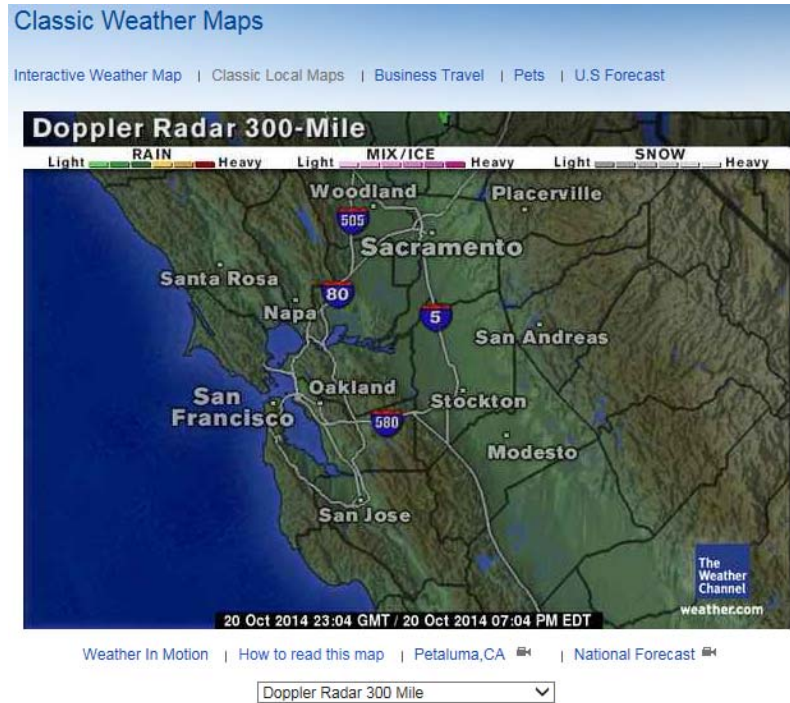 Classic Weather Maps
Interactive Weather Map | Classic Local Maps | Business Travel | Pets | U.S Forecast
Doppler Radar 300-Mile
RAIN MIX/ICE SNOW
Light Heavy Light Heavy Light Heavy
Woodland Placerville
505
Sacramento
Santa Rosa
80
Napa
5
San Andreas
San Francisco
Oakland
Stockton
580
Modesto
San Jose
The
Weather
Channel
weather.com
20 Oct 2014 23:04 GMT / 20 Oct 2014 07:04 PM EDT
Weather In Motion | How to read this map | Petaluma,CA | National Forecast
Doppler Radar 300 Mile